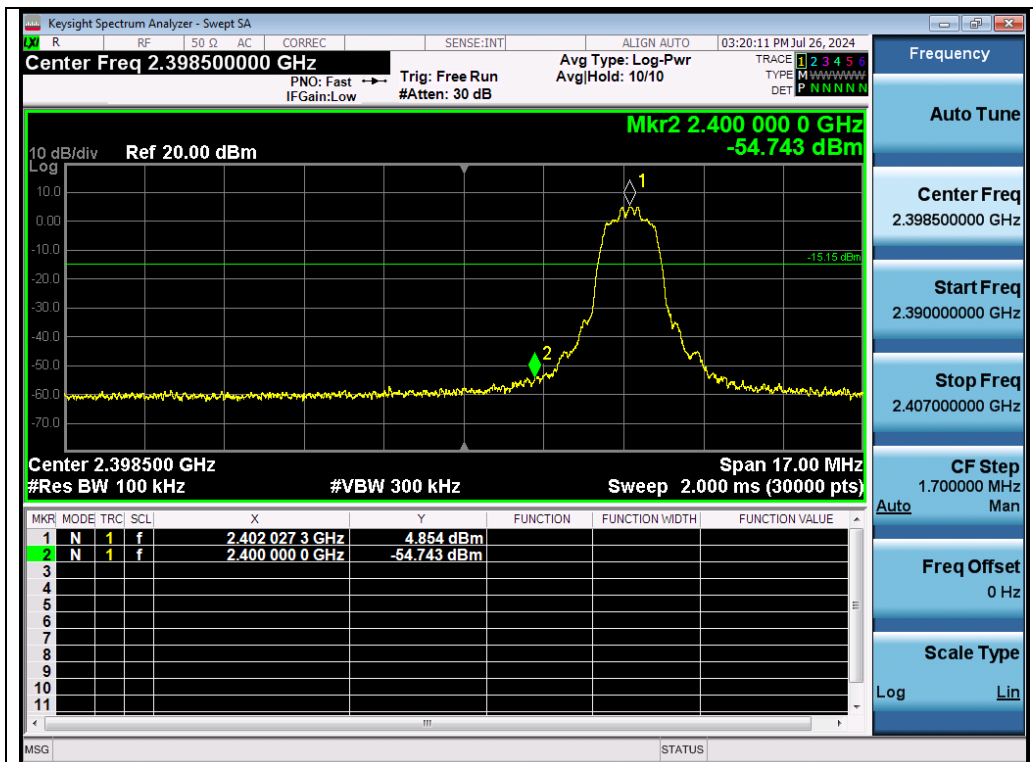 Keysight Spectrum Analyzer - Swept SA
LXI R RF 50 Ω AC CORREC SENSE:INT ALIGN AUTO 03:20:11 PM Jul 26, 2024
Center Freq 2.398500000 GHz
PNO: Fast
IFGain:Low
Trig: Free Run
#Atten: 30 dB
Avg Type: Log-Pwr
Avg|Hold: 10/10
TRACE 1 2 3 4 5 6
TYPE M WWWWW
DET P N N N N N
Mkr2 2.400 000 0 GHz
-54.743 dBm
10 dB/div Ref 20.00 dBm
Log
10.0
0.00
-10.0
-20.0
-30.0
-40.0
-50.0
-60.0
-70.0
1
-15.15 dBm
2
Center 2.398500 GHz Span 17.00 MHz
#Res BW 100 kHz #VBW 300 kHz Sweep 2.000 ms (30000 pts)
MKR MODE TRC SCL X Y FUNCTION FUNCTION WIDTH FUNCTION VALUE
1 N 1 f 2.402 027 3 GHz 4.854 dBm
2 N 1 f 2.400 000 0 GHz -54.743 dBm
3
4
5
6
7
8
9
10
11
MSG STATUS
Frequency
Auto Tune
Center Freq
2.398500000 GHz
Start Freq
2.390000000 GHz
Stop Freq
2.407000000 GHz
CF Step
1.700000 MHz
Auto Man
Freq Offset
0 Hz
Scale Type
Log Lin